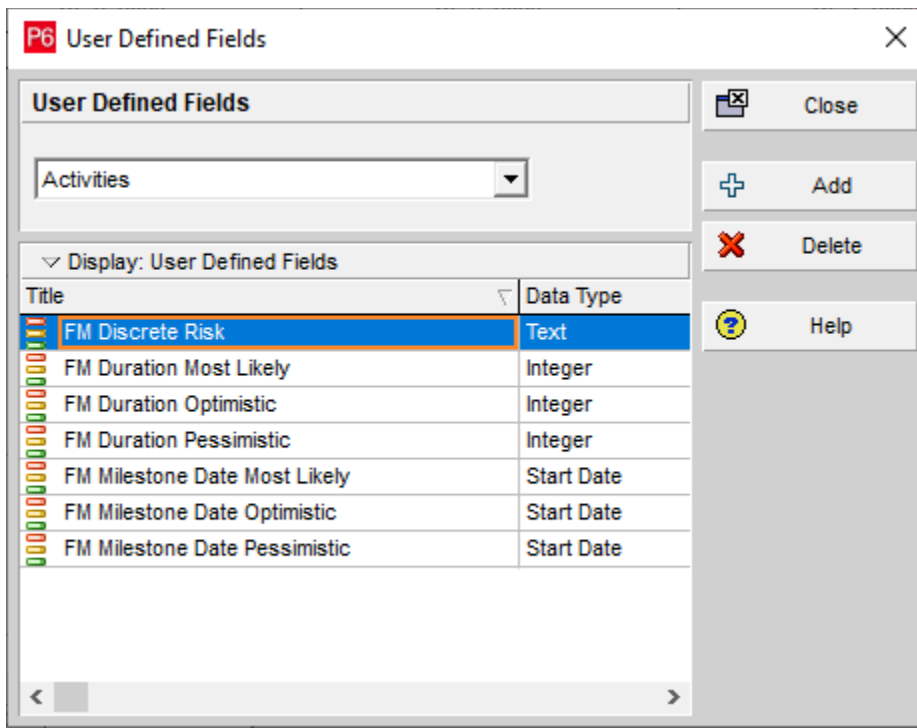 P6 User Defined Fields
User Defined Fields
Close
Activities
Add
Delete
Display: User Defined Fields
Title Data Type
Help
FM Discrete Risk Text
FM Duration Most Likely Integer
FM Duration Optimistic Integer
FM Duration Pessimistic Integer
FM Milestone Date Most Likely Start Date
FM Milestone Date Optimistic Start Date
FM Milestone Date Pessimistic Start Date